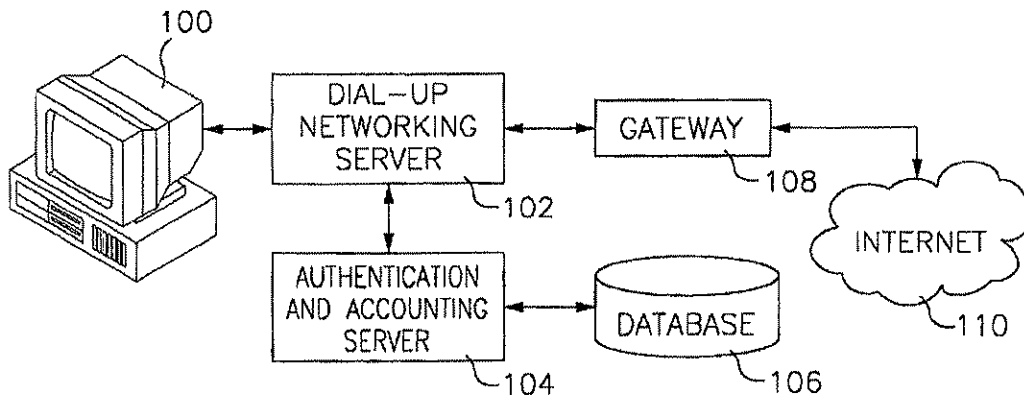 100
DIAL-UP
NETWORKING
SERVER
102
GATEWAY
108
INTERNET
110
AUTHENTICATION
AND ACCOUNTING
SERVER
104
DATABASE
106